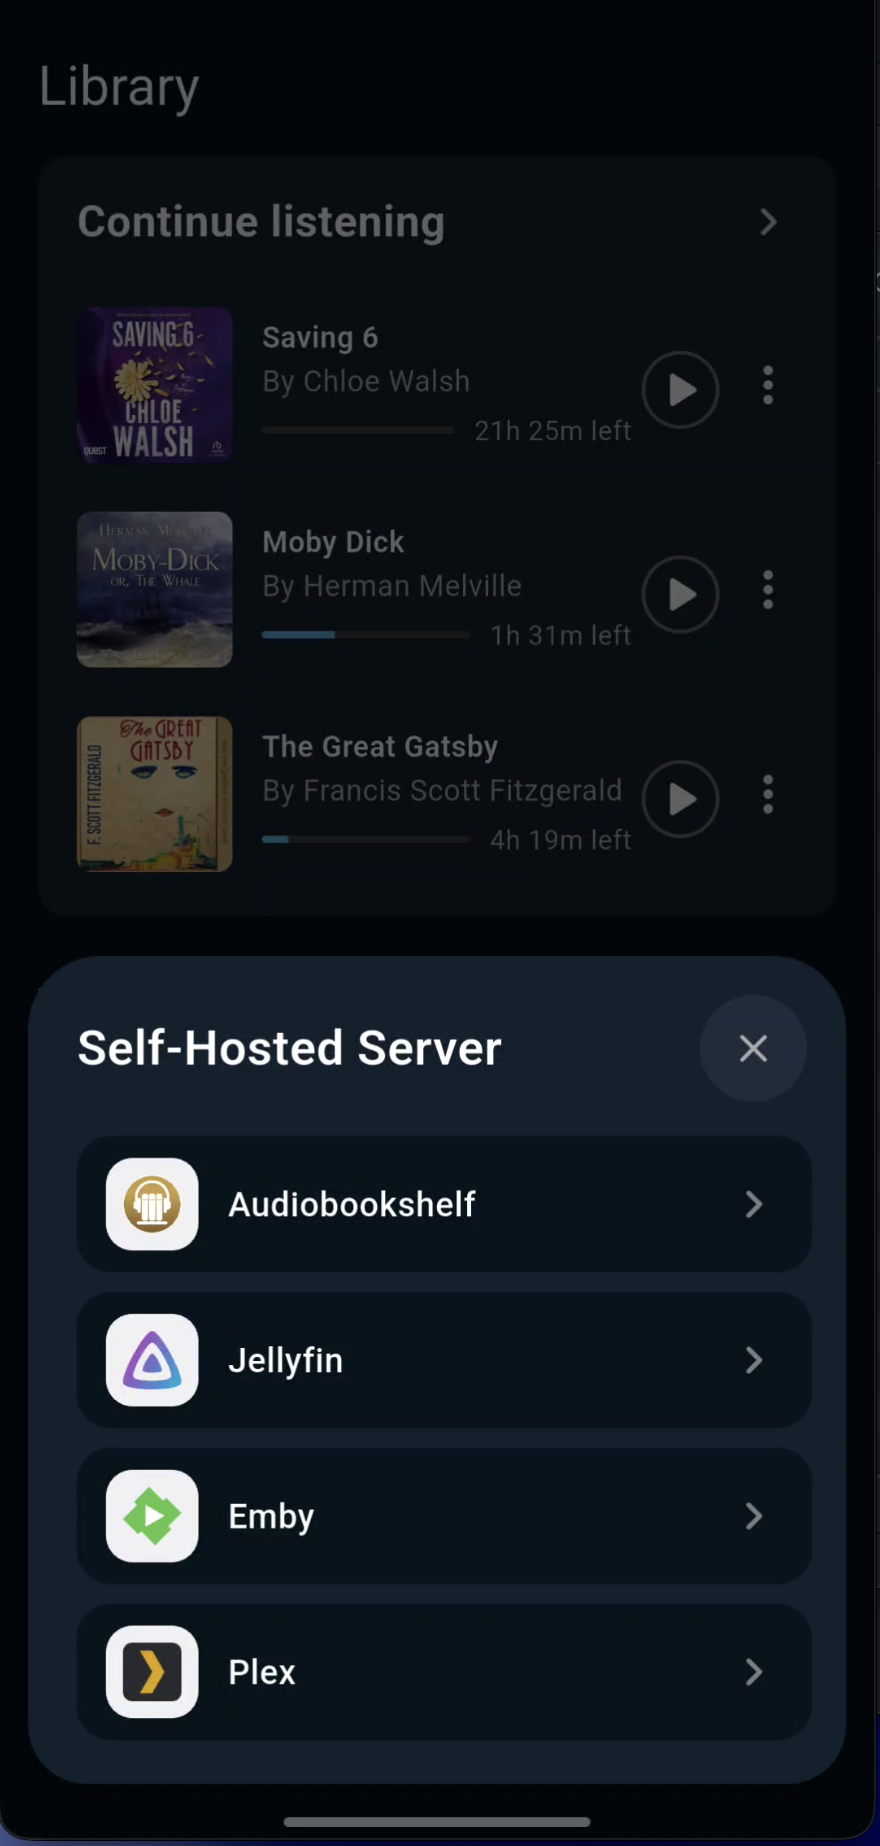 Library
Continue listening
SAVING 6
CHLOE
WALSH
QUEST
Saving 6
By Chloe Walsh
21h 25m left
MOBY-DICK
OR, THE WHALE
Moby Dick
By Herman Melville
1h 31m left
The GREAT
GATSBY
F. SCOTT FITZGERALD
The Great Gatsby
By Francis Scott Fitzgerald
4h 19m left
Self-Hosted Server
Audiobookshelf
Jellyfin
Emby
Plex